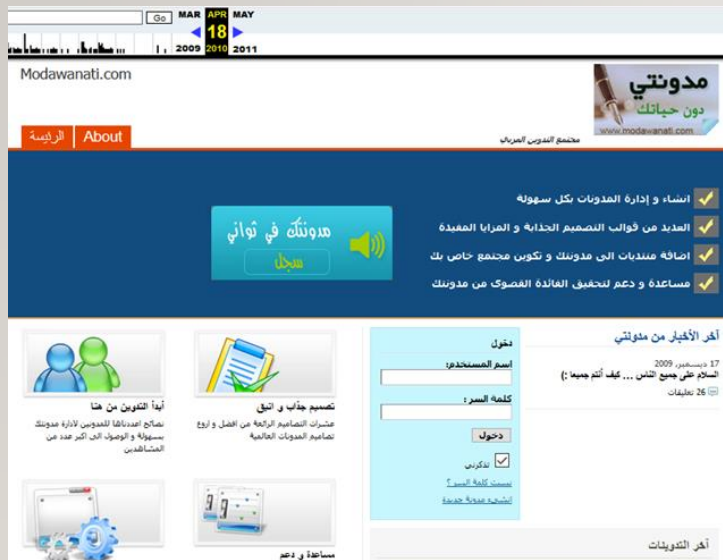 Go
MAR APR MAY
18
2009 2010 2011
Modawanati.com
مدونتي
دون حياتك
www.modawanati.com
مجتمع التدوين العربي
الرئيسة
About
انشاء و إدارة المدونات بكل سهولة
العديد من قوالب التصميم الجذابة و المزايا المفيدة
اضافة منتديات الى مدونتك و تكوين مجتمع خاص بك
مساعدة و دعم لتحقيق الفائدة القصوى من مدونتك
مدونتك في ثواني
سجل
آخر الأخبار من مدونتي
17 ديسمبر، 2009
السلام على جميع الناس ... كيف أنتم جميعا :)
26 تعليقات
دخول
اسم المستخدم:
كلمة السر :
دخول
تذكرني
نسيت كلمة السر ؟
انشيء مدونة جديدة
تصميم جذاب و انيق
عشرات التصاميم الرائعة من افضل و اروع
تصاميم المدونات العالمية
أبدأ التدوين من هنا
نصائح اعددناها للمدونين لادارة مدونتك
بسهولة و الوصول الى اكبر عدد من
المشاهدين
مساعدة و دعم
آخر التدوينات